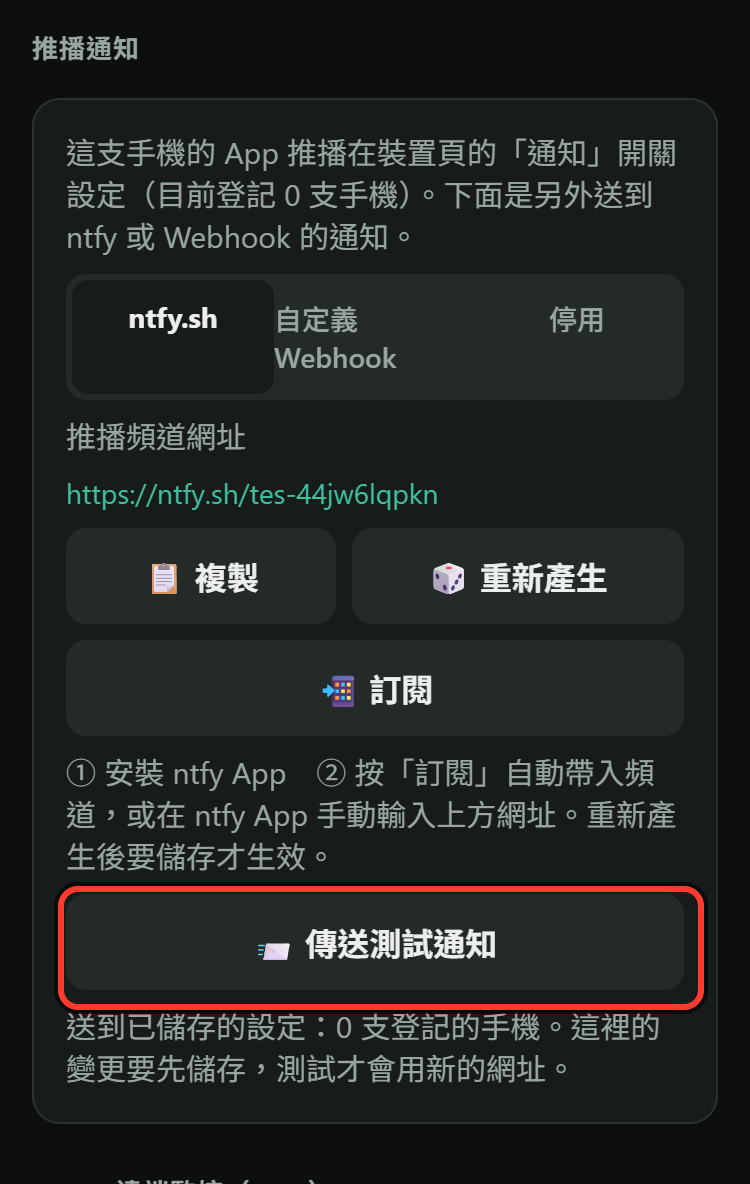 推播通知
這支手機的 App 推播在裝置頁的「通知」開關
設定（目前登記 0 支手機）。下面是另外送到
ntfy 或 Webhook 的通知。
ntfy.sh
自定義
Webhook
停用
推播頻道網址
https://ntfy.sh/tes-44jw6lqpkn
複製
重新產生
訂閱
① 安裝 ntfy App ② 按「訂閱」自動帶入頻
道，或在 ntfy App 手動輸入上方網址。重新產
生後要儲存才生效。
傳送測試通知
送到已儲存的設定：0 支登記的手機。這裡的
變更要先儲存，測試才會用新的網址。